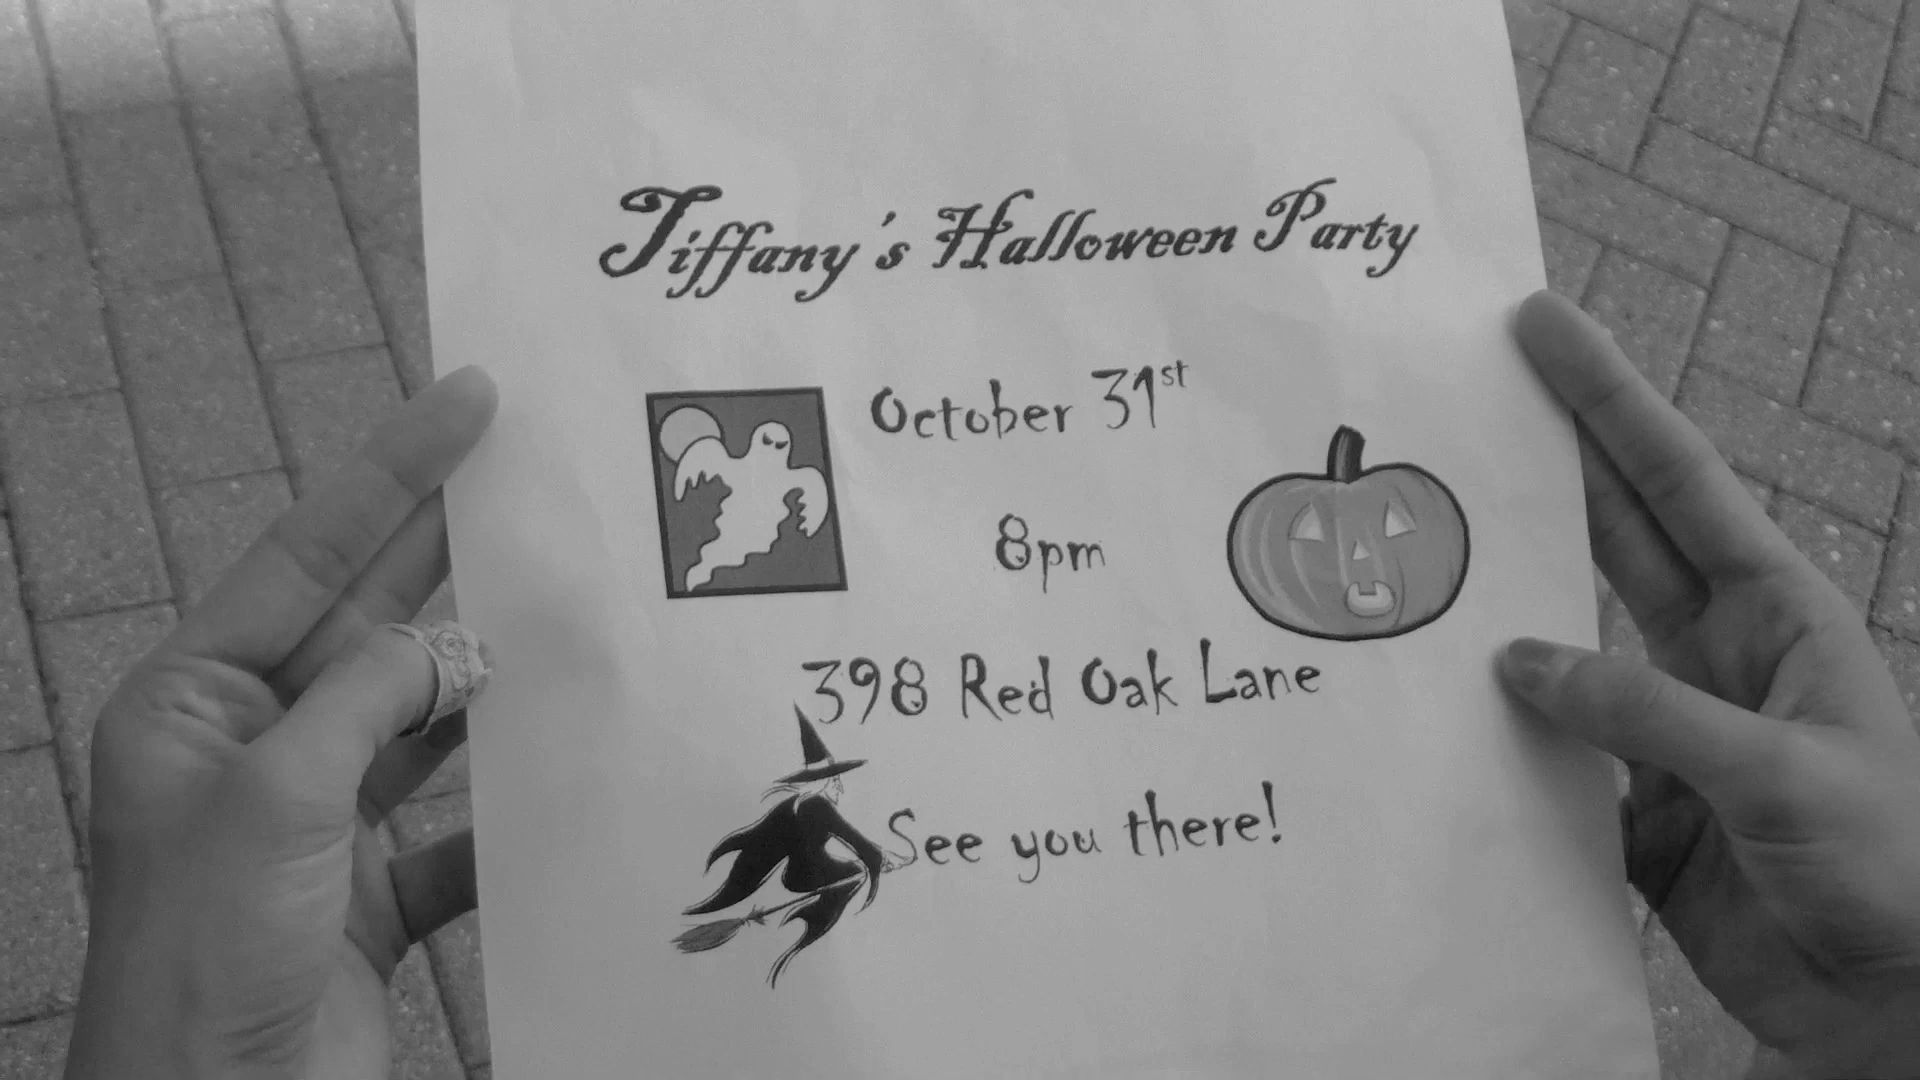 Tiffany's Halloween Party
October 31st
8pm
398 Red Oak Lane
See you there!